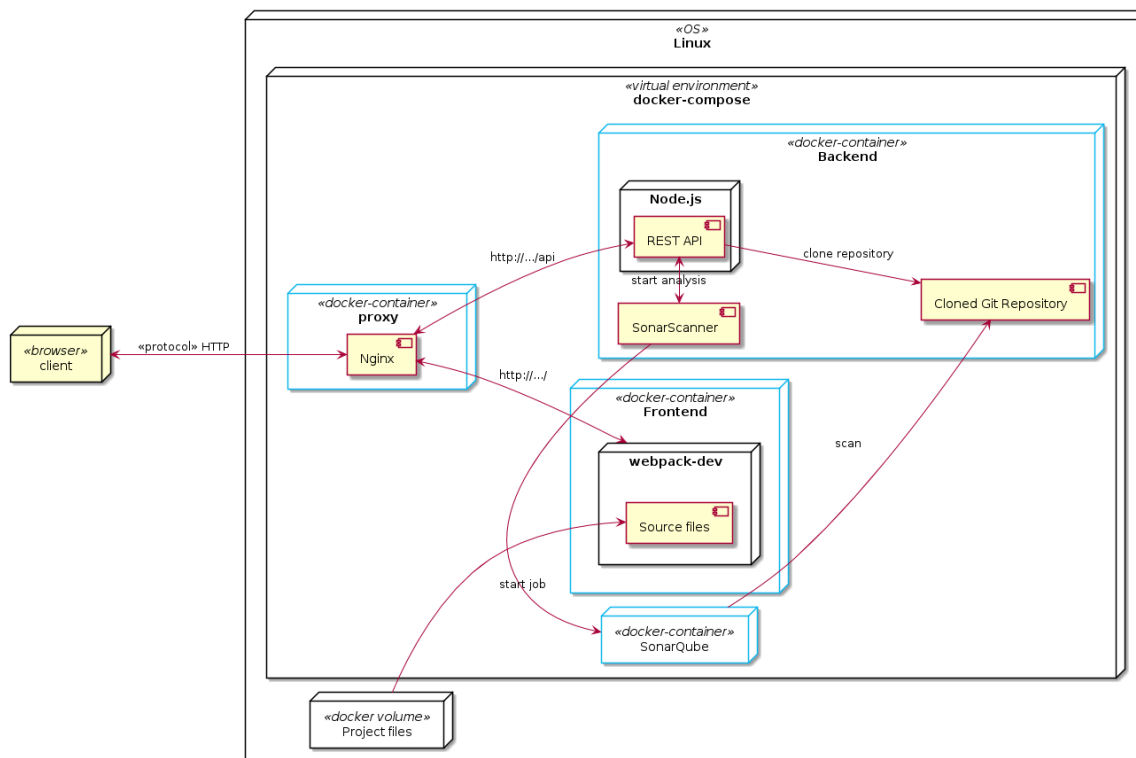 «OS»
Linux
«virtual environment»
docker-compose
«docker-container»
Backend
Node.js
REST API
http://.../api
clone repository
start analysis
«docker-container»
proxy
Cloned Git Repository
SonarScanner
«browser»
client
«protocol» HTTP
Nginx
http://.../
«docker-container»
Frontend
scan
webpack-dev
Source files
start job
«docker-container»
SonarQube
«docker volume»
Project files